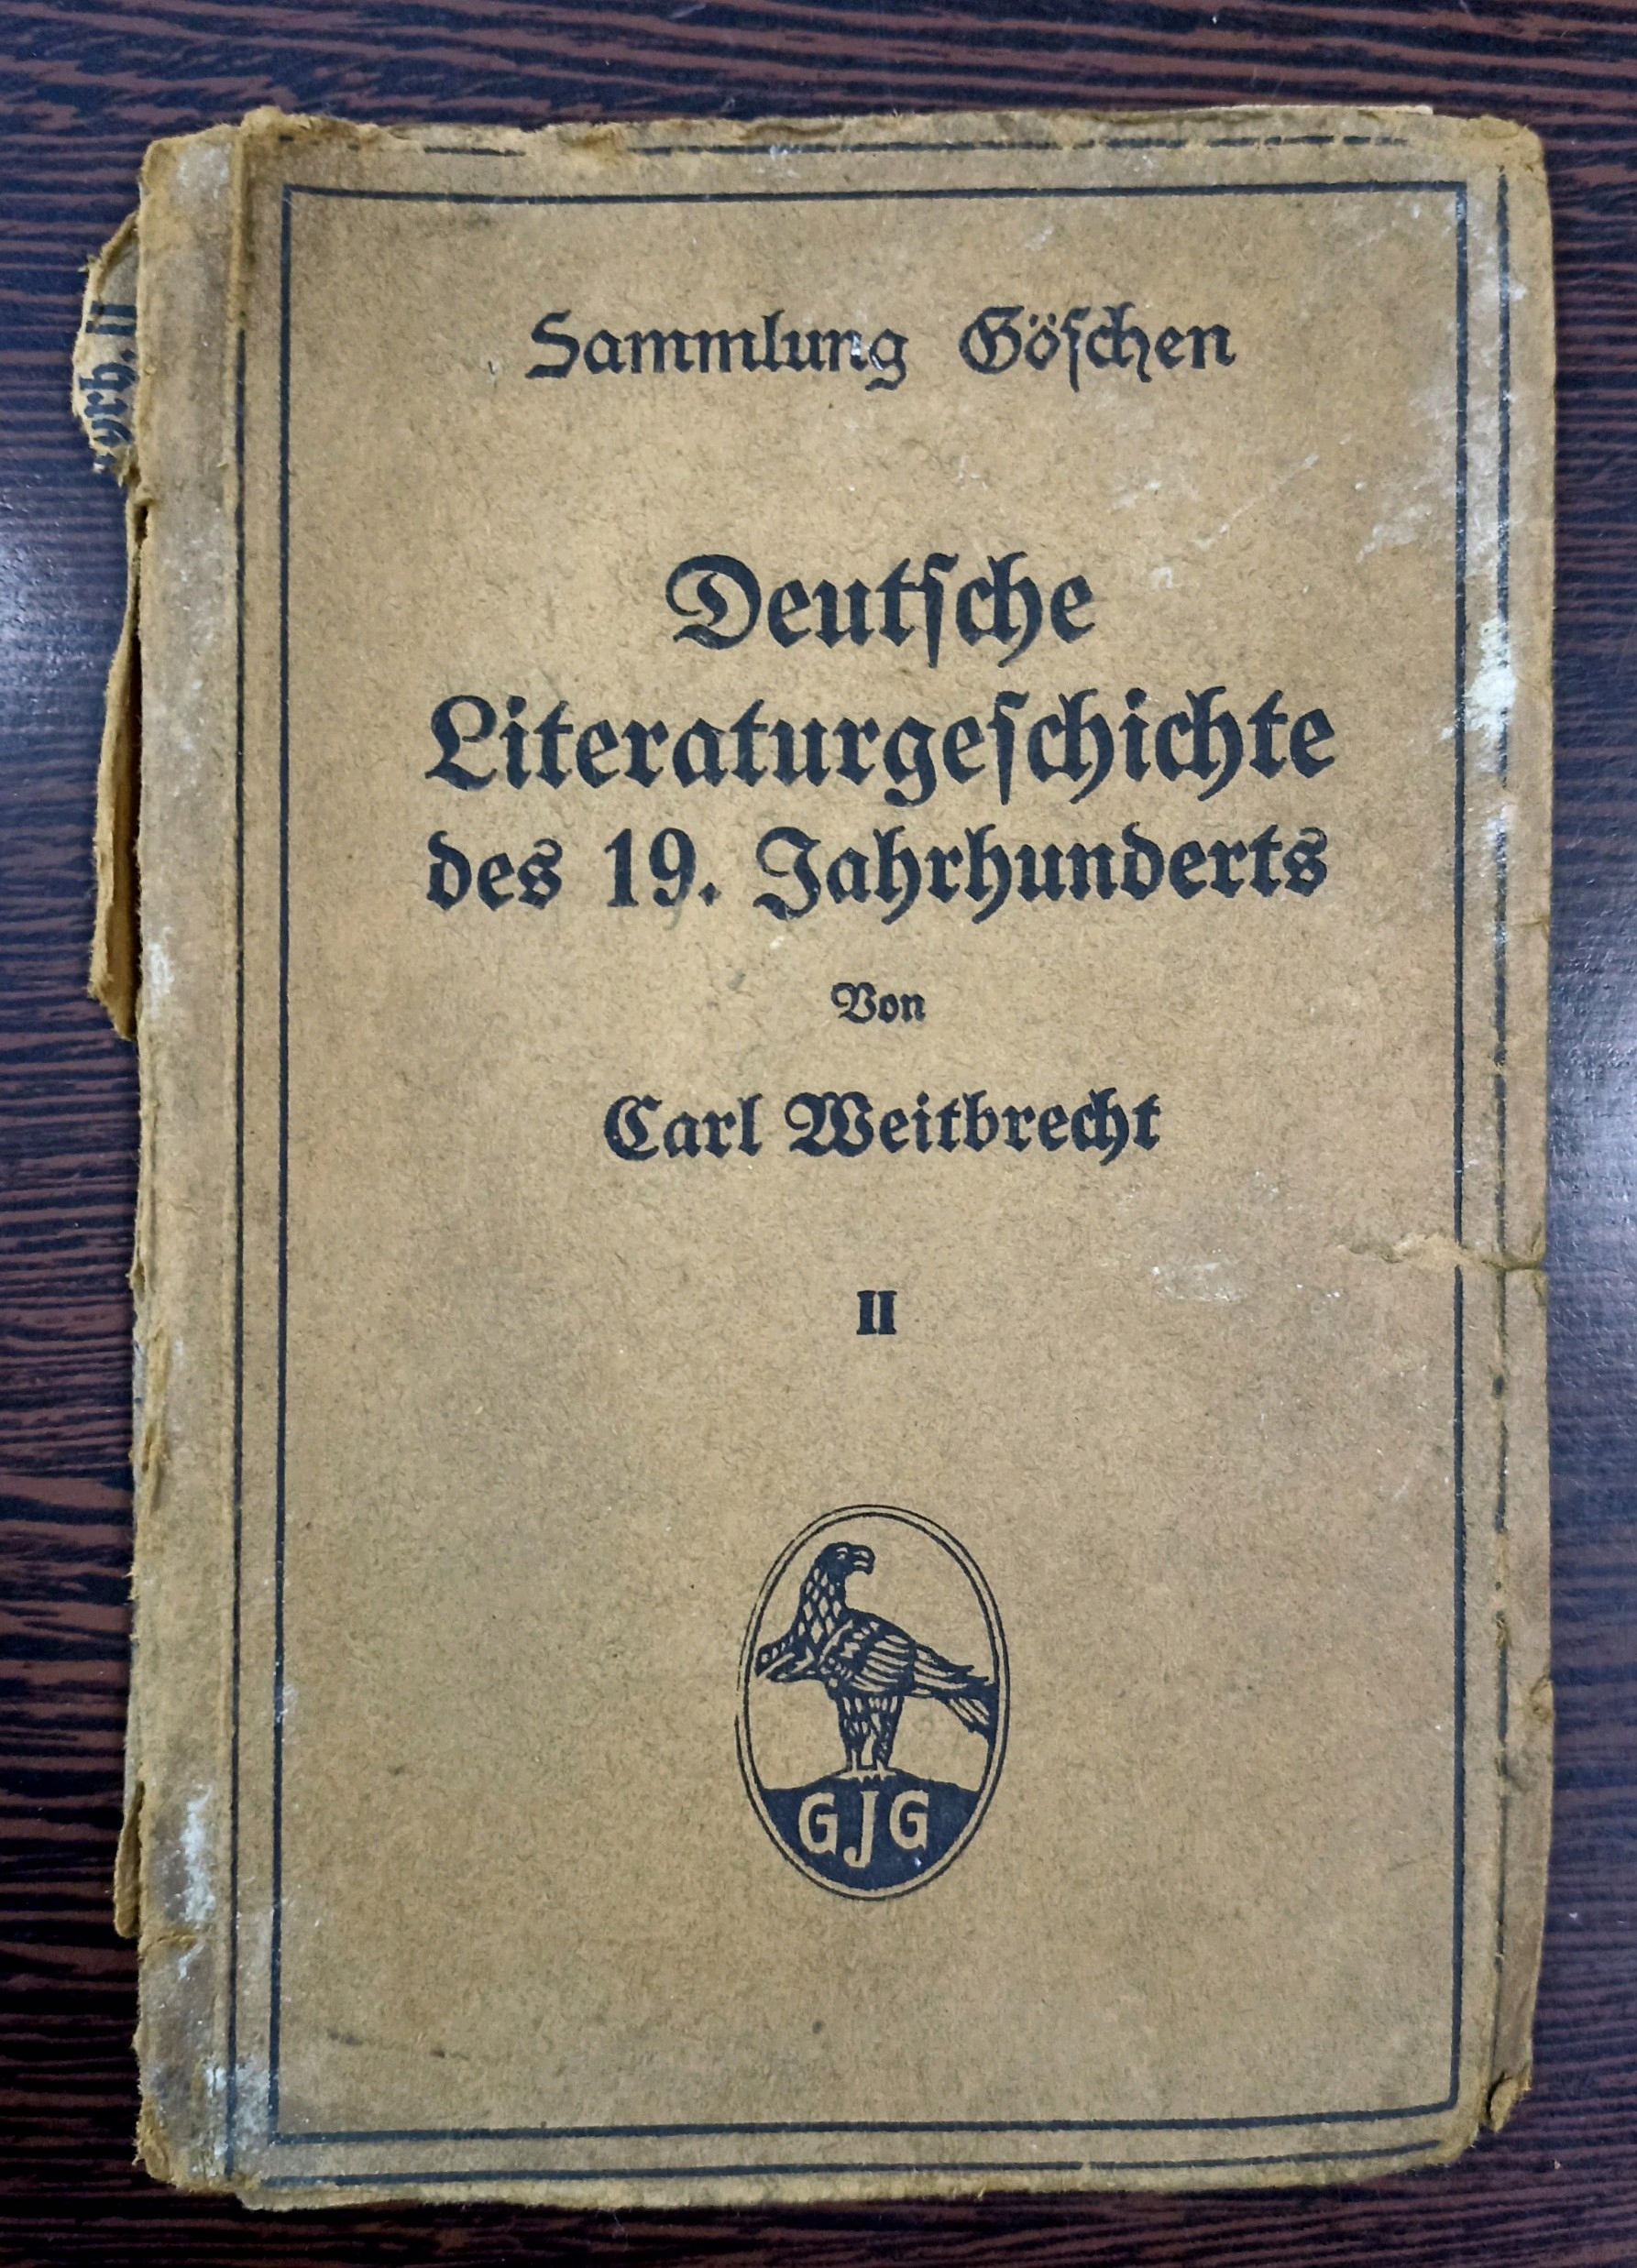 Sammlung Göschen
Deutsche
Literaturgeschichte
des 19. Jahrhunderts
Von
Carl Weitbrecht
II
GJG